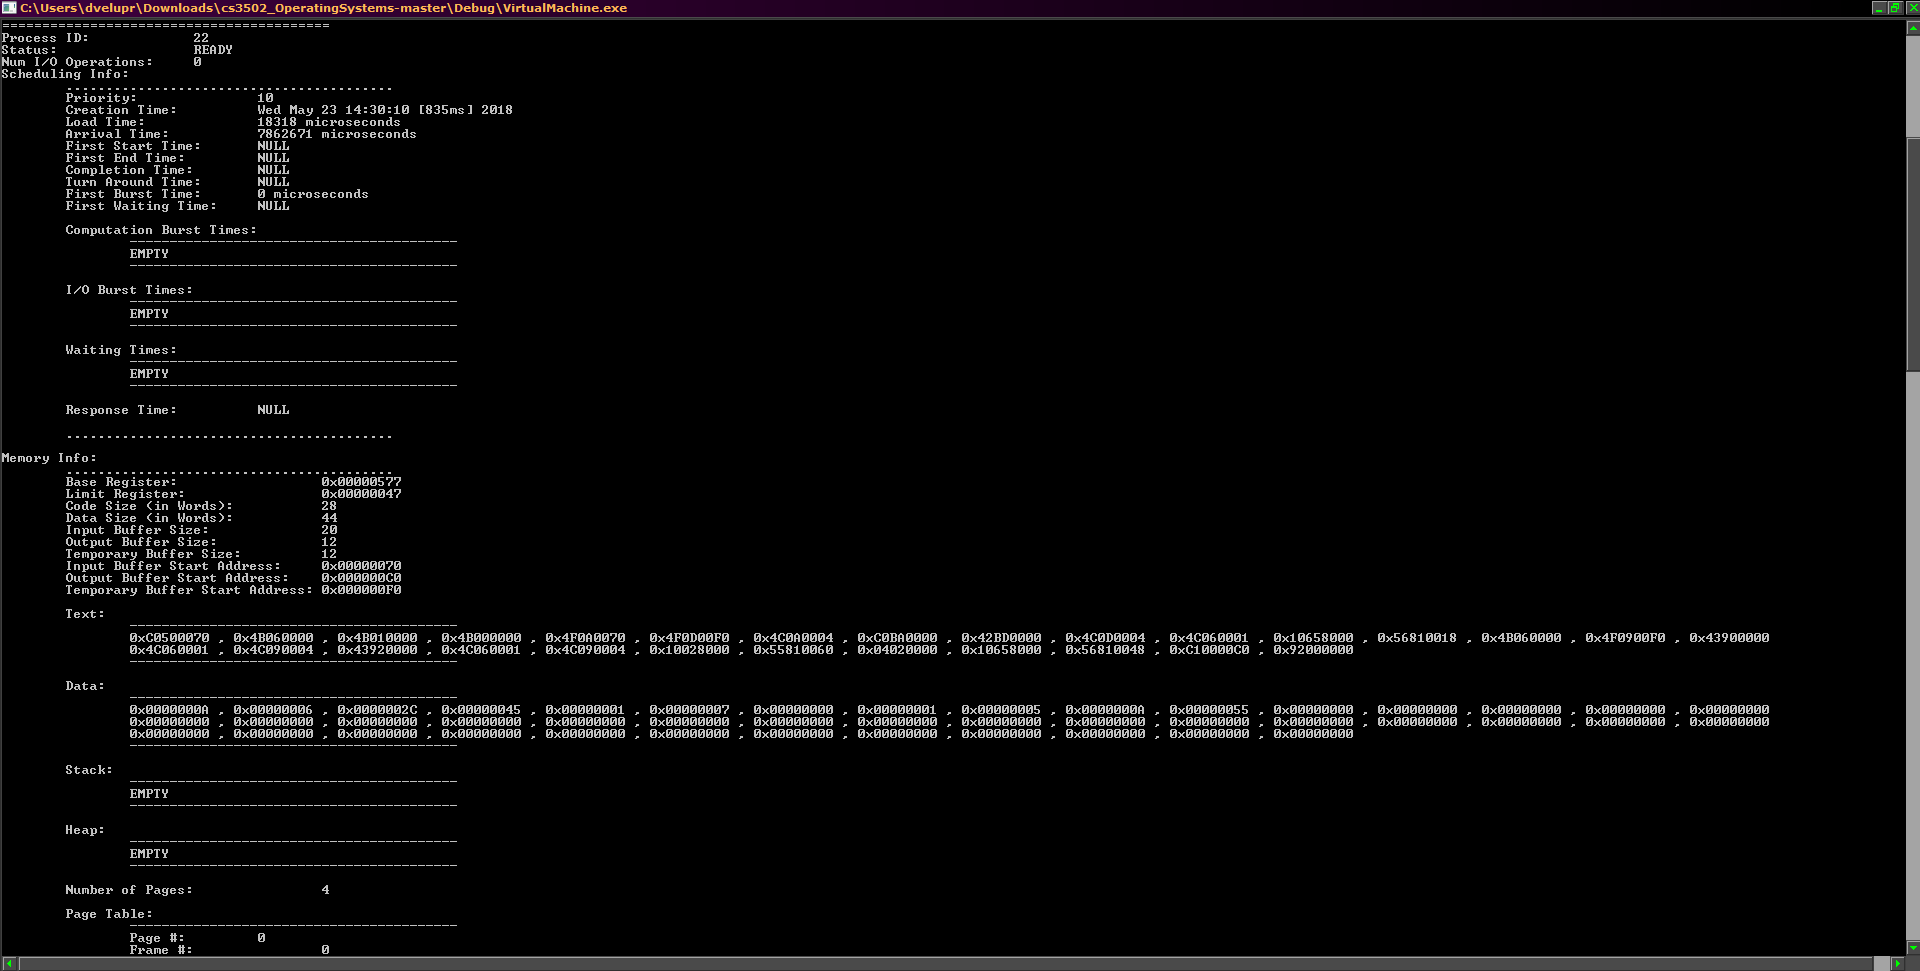 C:\Users\dvelupr\Downloads\cs3502_OperatingSystems-master\Debug\VirtualMachine.exe
=========================================
Process ID: 22
Status: READY
Num I/O Operations: 0
Scheduling Info:
.........................................
Priority: 10
Creation Time: Wed May 23 14:30:10 [835ms] 2018
Load Time: 18318 microseconds
Arrival Time: 7862671 microseconds
First Start Time: NULL
First End Time: NULL
Completion Time: NULL
Turn Around Time: NULL
First Burst Time: 0 microseconds
First Waiting Time: NULL
Computation Burst Times:
-----------------------------------------
EMPTY
-----------------------------------------
I/O Burst Times:
-----------------------------------------
EMPTY
-----------------------------------------
Waiting Times:
-----------------------------------------
EMPTY
-----------------------------------------
Response Time: NULL
.........................................
Memory Info:
.........................................
Base Register: 0x00000577
Limit Register: 0x00000047
Code Size (in Words): 28
Data Size (in Words): 44
Input Buffer Size: 20
Output Buffer Size: 12
Temporary Buffer Size: 12
Input Buffer Start Address: 0x00000070
Output Buffer Start Address: 0x000000C0
Temporary Buffer Start Address: 0x000000F0
Text:
-----------------------------------------
0xC0500070 , 0x4B060000 , 0x4B010000 , 0x4B000000 , 0x4F0A0070 , 0x4F0D00F0 , 0x4C0A0004 , 0xC0BA0000 , 0x42BD0000 , 0x4C0D0004 , 0x4C060001 , 0x10658000 , 0x56810018 , 0x4B060000 , 0x4F0900F0 , 0x43900000
0x4C060001 , 0x4C090004 , 0x43920000 , 0x4C060001 , 0x4C090004 , 0x10028000 , 0x55810060 , 0x04020000 , 0x10658000 , 0x56810048 , 0xC10000C0 , 0x92000000
-----------------------------------------
Data:
-----------------------------------------
0x0000000A , 0x00000006 , 0x0000002C , 0x00000045 , 0x00000001 , 0x00000007 , 0x00000000 , 0x00000001 , 0x00000005 , 0x0000000A , 0x00000055 , 0x00000000 , 0x00000000 , 0x00000000 , 0x00000000 , 0x00000000
0x00000000 , 0x00000000 , 0x00000000 , 0x00000000 , 0x00000000 , 0x00000000 , 0x00000000 , 0x00000000 , 0x00000000 , 0x00000000 , 0x00000000 , 0x00000000 , 0x00000000 , 0x00000000 , 0x00000000 , 0x00000000
0x00000000 , 0x00000000 , 0x00000000 , 0x00000000 , 0x00000000 , 0x00000000 , 0x00000000 , 0x00000000 , 0x00000000 , 0x00000000 , 0x00000000 , 0x00000000
-----------------------------------------
Stack:
-----------------------------------------
EMPTY
-----------------------------------------
Heap:
-----------------------------------------
EMPTY
-----------------------------------------
Number of Pages: 4
Page Table:
-----------------------------------------
Page #: 0
Frame #: 0